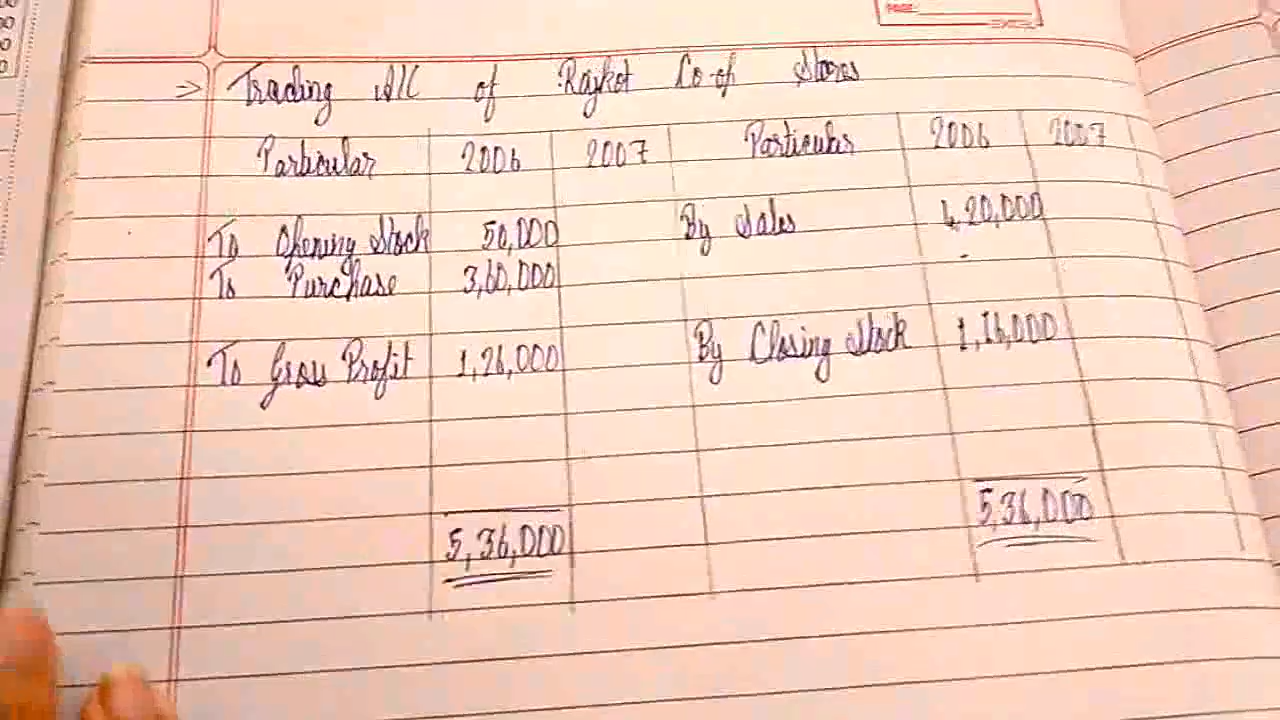 ⇒ Trading A/C of Rajkot Co-op Stores
Particular 2006 2007 Particulars 2006 2007
To Opening Stock 50,000 By Sales 4,20,000
To Purchase 3,60,000
To Gross Profit 1,26,000 By Closing Stock 1,16,000
5,36,000 5,36,000